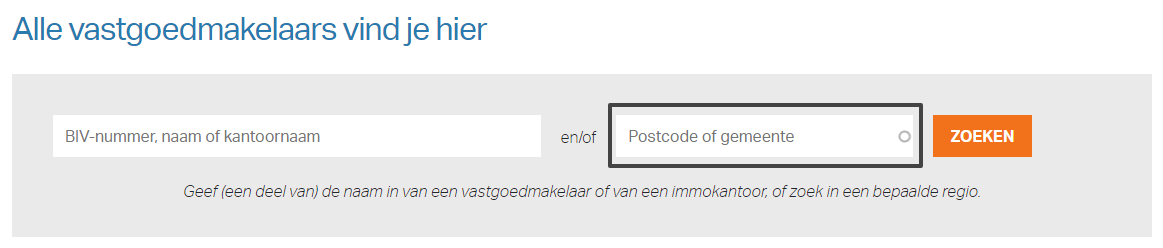 Alle vastgoedmakelaars vind je hier
BIV-nummer, naam of kantoornaam en/of Postcode of gemeente ZOEKEN
Geef (een deel van) de naam in van een vastgoedmakelaar of van een immokantoor, of zoek in een bepaalde regio.